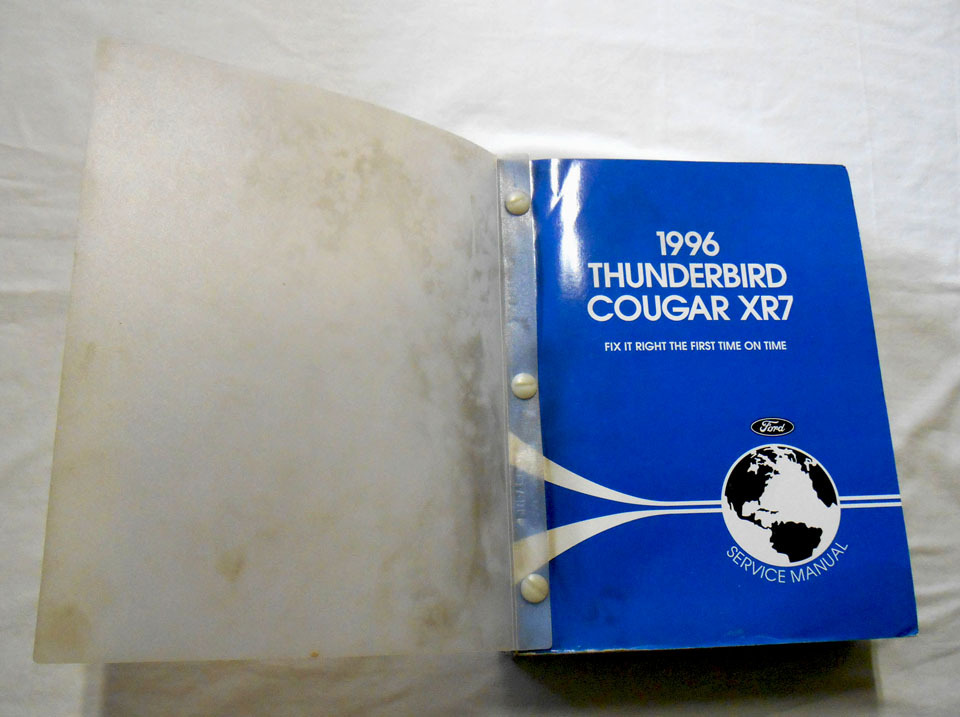 1996
THUNDERBIRD
COUGAR XR7
FIX IT RIGHT THE FIRST TIME ON TIME
Ford
SERVICE MANUAL